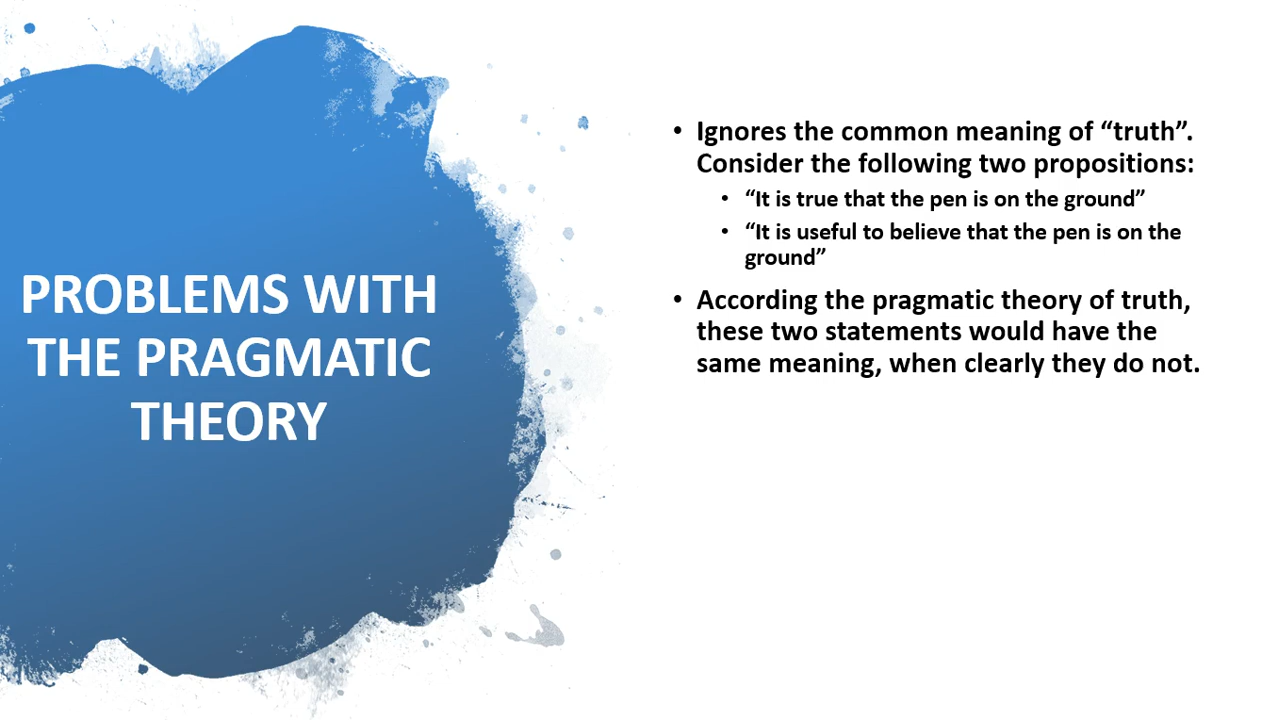 PROBLEMS WITH
THE PRAGMATIC
THEORY
• Ignores the common meaning of “truth”.
Consider the following two propositions:
• “It is true that the pen is on the ground”
• “It is useful to believe that the pen is on the
ground”
• According the pragmatic theory of truth,
these two statements would have the
same meaning, when clearly they do not.